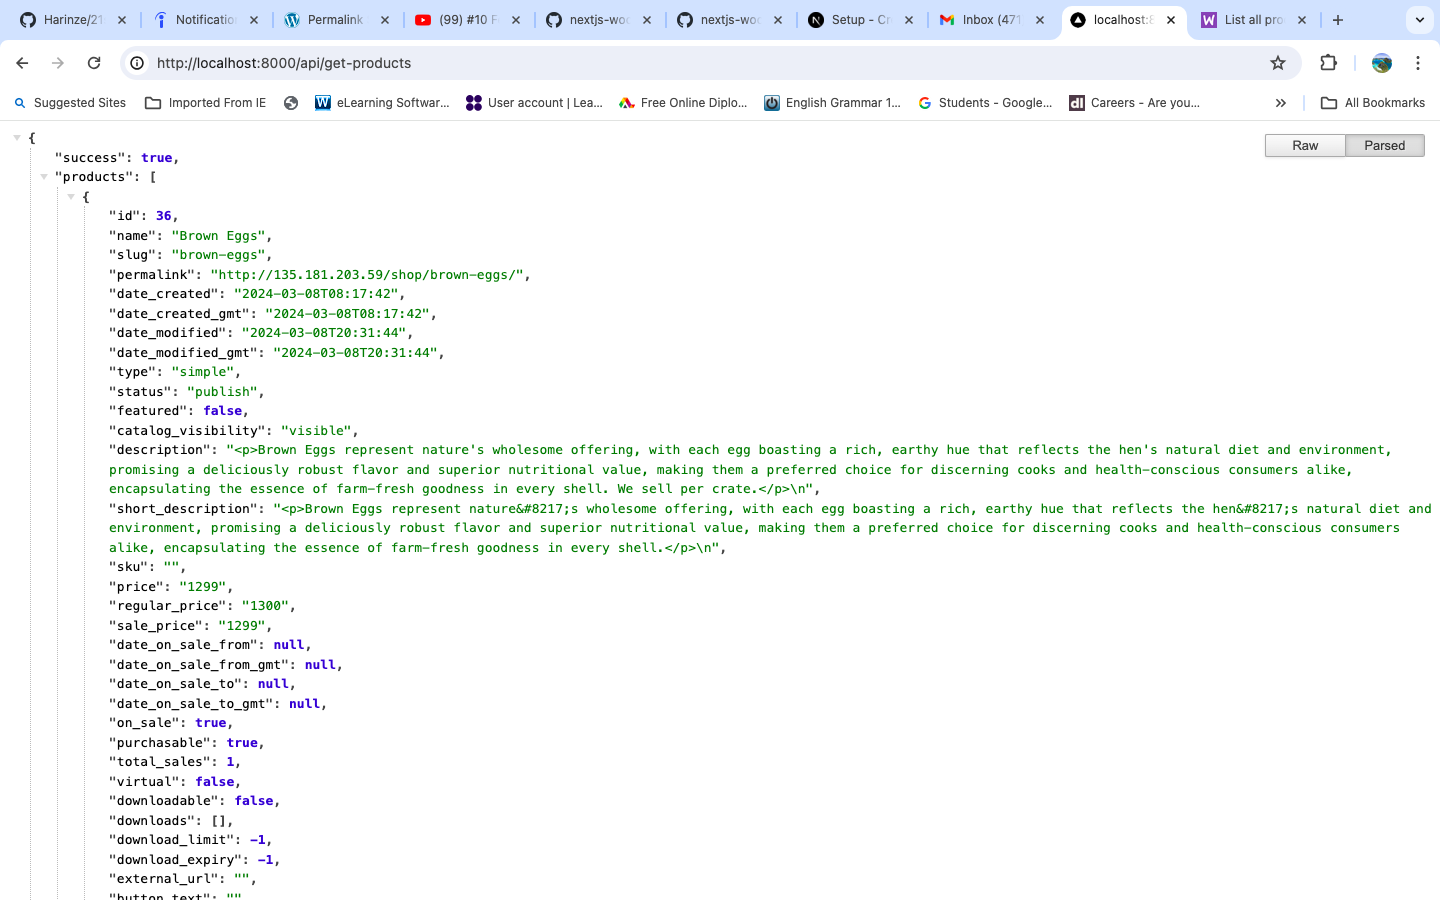 Harinze/21
Notification
Permalink
(99) #10 F
nextjs-woo
nextjs-woo
Setup - Cr
Inbox (471
localhost:8
List all pro
http://localhost:8000/api/get-products
Suggested Sites
Imported From IE
eLearning Softwar...
User account | Lea...
Free Online Diplo...
English Grammar 1...
Students - Google...
Careers - Are you...
All Bookmarks
Raw
Parsed
{
"success": true,
"products": [
{
"id": 36,
"name": "Brown Eggs",
"slug": "brown-eggs",
"permalink": "http://135.181.203.59/shop/brown-eggs/",
"date_created": "2024-03-08T08:17:42",
"date_created_gmt": "2024-03-08T08:17:42",
"date_modified": "2024-03-08T20:31:44",
"date_modified_gmt": "2024-03-08T20:31:44",
"type": "simple",
"status": "publish",
"featured": false,
"catalog_visibility": "visible",
"description": "<p>Brown Eggs represent nature's wholesome offering, with each egg boasting a rich, earthy hue that reflects the hen's natural diet and environment,
promising a deliciously robust flavor and superior nutritional value, making them a preferred choice for discerning cooks and health-conscious consumers alike,
encapsulating the essence of farm-fresh goodness in every shell. We sell per crate.</p>\n",
"short_description": "<p>Brown Eggs represent nature&#8217;s wholesome offering, with each egg boasting a rich, earthy hue that reflects the hen&#8217;s natural diet and
environment, promising a deliciously robust flavor and superior nutritional value, making them a preferred choice for discerning cooks and health-conscious consumers
alike, encapsulating the essence of farm-fresh goodness in every shell.</p>\n",
"sku": "",
"price": "1299",
"regular_price": "1300",
"sale_price": "1299",
"date_on_sale_from": null,
"date_on_sale_from_gmt": null,
"date_on_sale_to": null,
"date_on_sale_to_gmt": null,
"on_sale": true,
"purchasable": true,
"total_sales": 1,
"virtual": false,
"downloadable": false,
"downloads": [],
"download_limit": -1,
"download_expiry": -1,
"external_url": "",
"button_text": ""